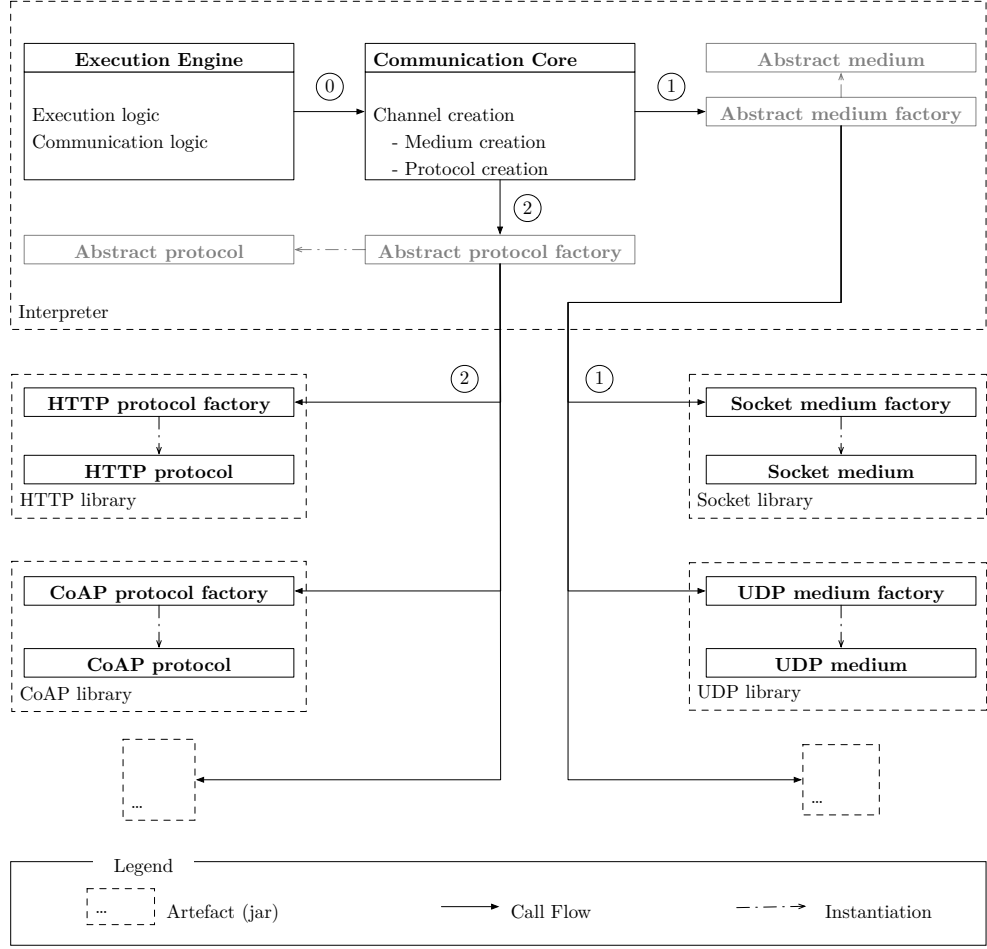 Execution Engine
Execution logic
Communication logic
0
Communication Core
Channel creation
- Medium creation
- Protocol creation
1
Abstract medium
Abstract medium factory
2
Abstract protocol
Abstract protocol factory
Interpreter
2
1
HTTP protocol factory
HTTP protocol
HTTP library
Socket medium factory
Socket medium
Socket library
CoAP protocol factory
CoAP protocol
CoAP library
UDP medium factory
UDP medium
UDP library
...
...
Legend
...
Artefact (jar)
Call Flow
Instantiation